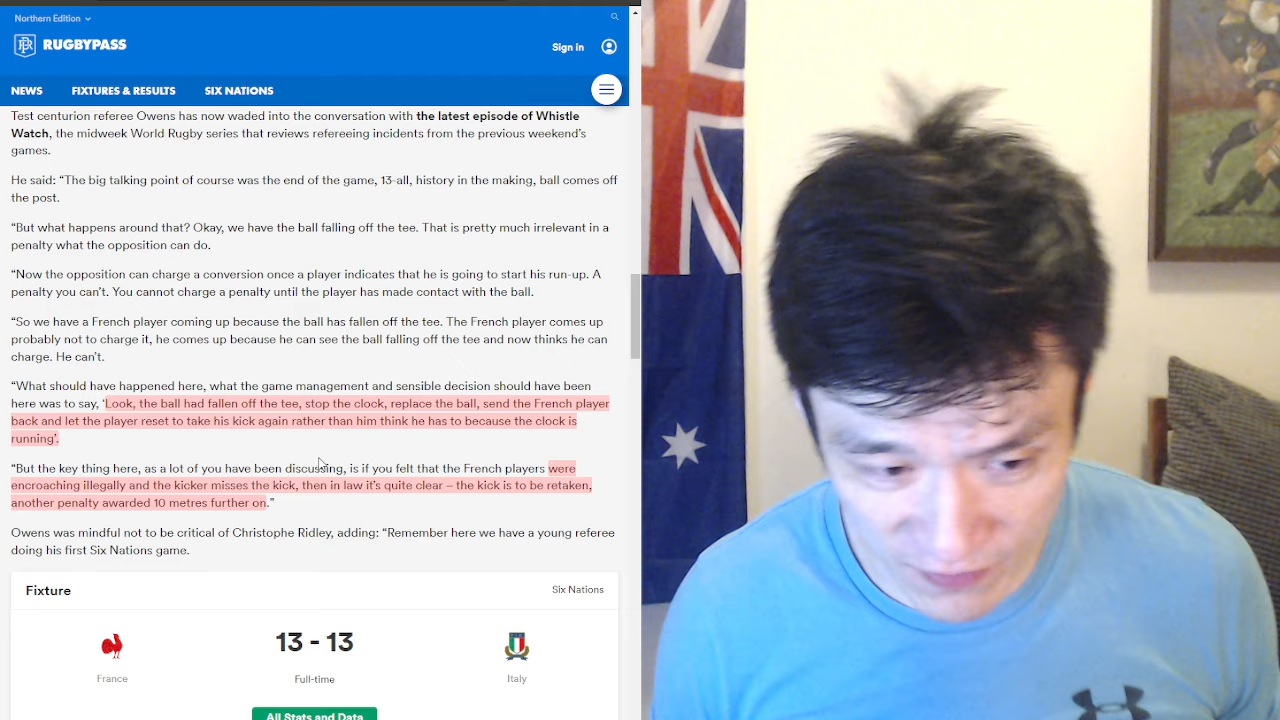 Northern Edition
RUGBYPASS
Sign in
NEWS FIXTURES & RESULTS SIX NATIONS
Test centurion referee Owens has now waded into the conversation with the latest episode of Whistle
Watch, the midweek World Rugby series that reviews refereeing incidents from the previous weekend’s
games.
He said: “The big talking point of course was the end of the game, 13-all, history in the making, ball comes off
the post.
“But what happens around that? Okay, we have the ball falling off the tee. That is pretty much irrelevant in a
penalty what the opposition can do.
“Now the opposition can charge a conversion once a player indicates that he is going to start his run-up. A
penalty you can’t. You cannot charge a penalty until the player has made contact with the ball.
“So we have a French player coming up because the ball has fallen off the tee. The French player comes up
probably not to charge it, he comes up because he can see the ball falling off the tee and now thinks he can
charge. He can’t.
“What should have happened here, what the game management and sensible decision should have been
here was to say, ‘Look, the ball had fallen off the tee, stop the clock, replace the ball, send the French player
back and let the player reset to take his kick again rather than him think he has to because the clock is
running’.
“But the key thing here, as a lot of you have been discussing, is if you felt that the French players were
encroaching illegally and the kicker misses the kick, then in law it’s quite clear – the kick is to be retaken,
another penalty awarded 10 metres further on.”
Owens was mindful not to be critical of Christophe Ridley, adding: “Remember here we have a young referee
doing his first Six Nations game.
Fixture Six Nations
13 - 13
France Full-time Italy
All Stats and Data